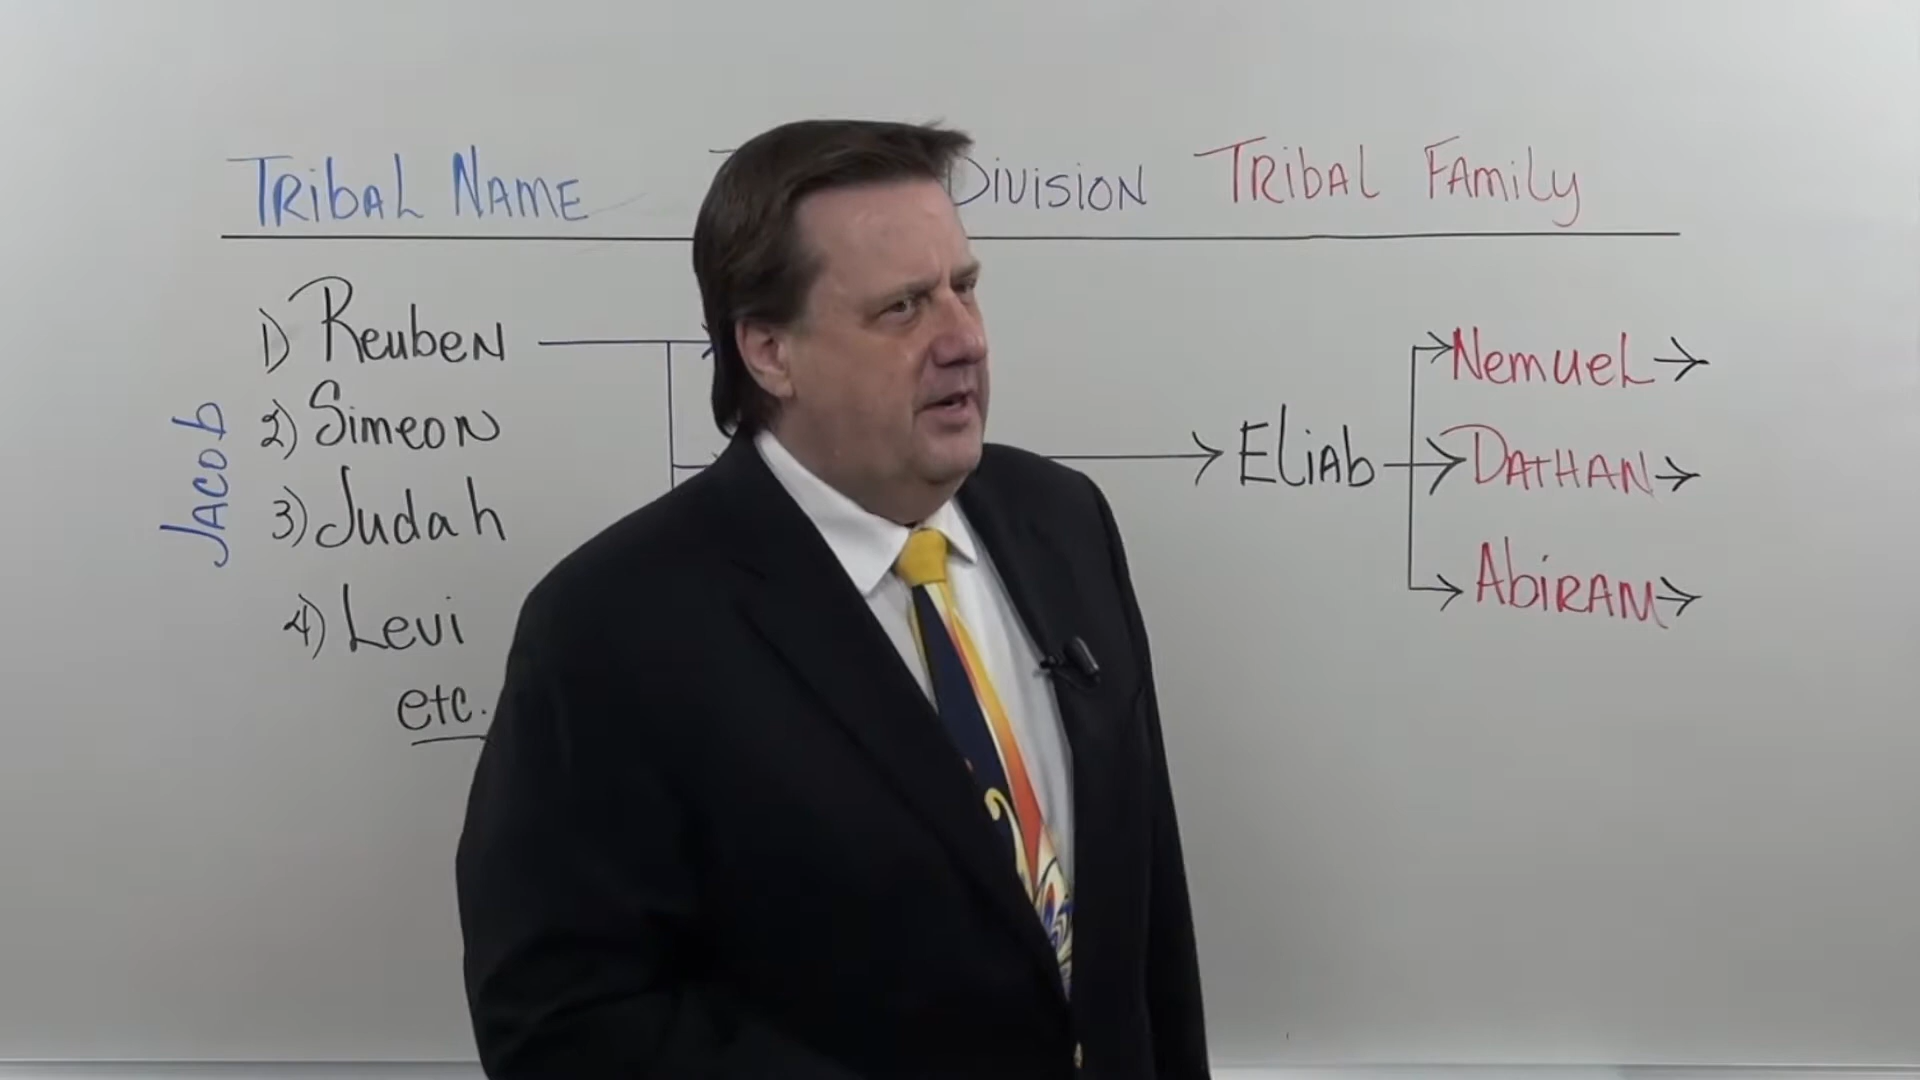 TRibAL NAME DiVISION TRibAL FAMily
JACOb
1) ReubeN
2) SimeoN
3) Judah
4) Levi
etc.
ELiAb
NemueL
DATHAN
AbiRAM